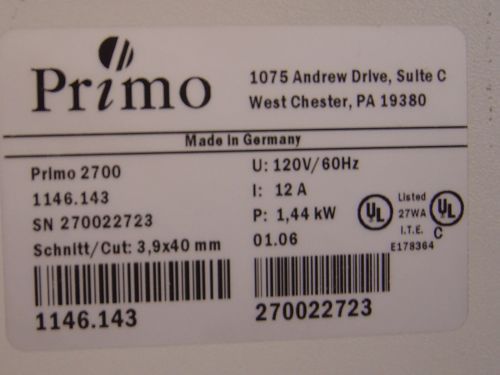 Primo
1075 Andrew Drive, Suite C
West Chester, PA 19380
Made in Germany
Primo 2700
1146.143
SN 270022723
Schnitt/Cut: 3,9x40 mm
U: 120V/60Hz
I: 12 A
P: 1,44 kW
01.06
UL
Listed
27WA
I.T.E.
E178364
UL
C
1146.143
270022723